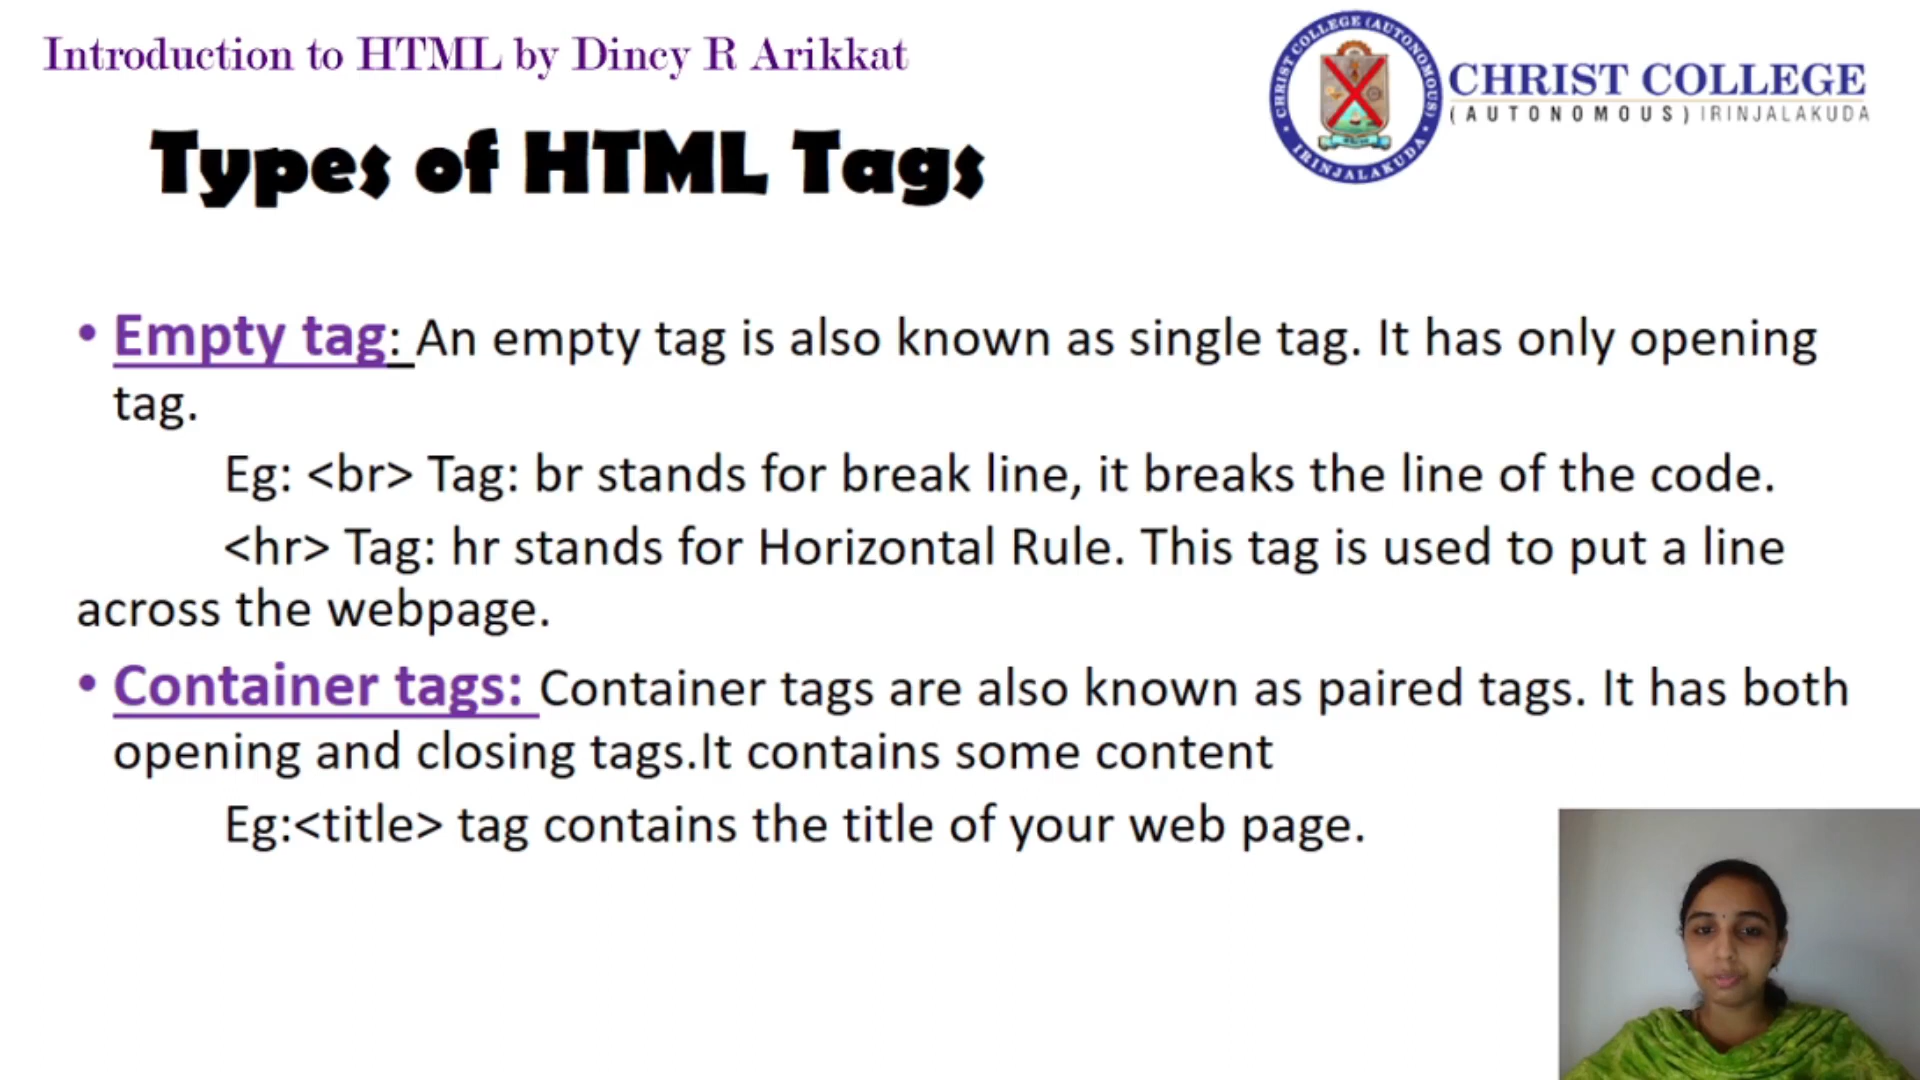 Introduction to HTML by Dincy R Arikkat
CHRIST COLLEGE (AUTONOMOUS)
IRINJALAKUDA
CHRIST COLLEGE
(AUTONOMOUS) IRINJALAKUDA
Types of HTML Tags
• Empty tag: An empty tag is also known as single tag. It has only opening
tag.
Eg: <br> Tag: br stands for break line, it breaks the line of the code.
<hr> Tag: hr stands for Horizontal Rule. This tag is used to put a line
across the webpage.
• Container tags: Container tags are also known as paired tags. It has both
opening and closing tags.It contains some content
Eg:<title> tag contains the title of your web page.